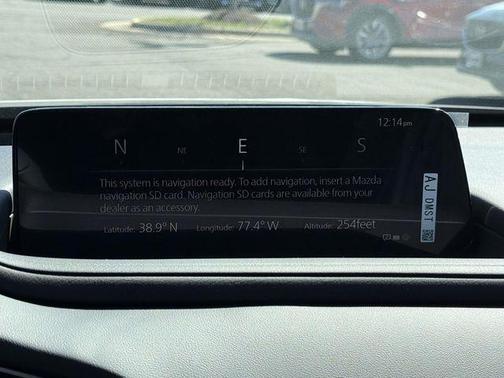 12:14pm
N NE E SE S
This system is navigation ready. To add navigation, insert a Mazda
navigation SD card. Navigation SD cards are available from your
dealer as an accessory.
Latitude: 38.9° N Longitude: 77.4° W Altitude: 254feet
AJ DMST